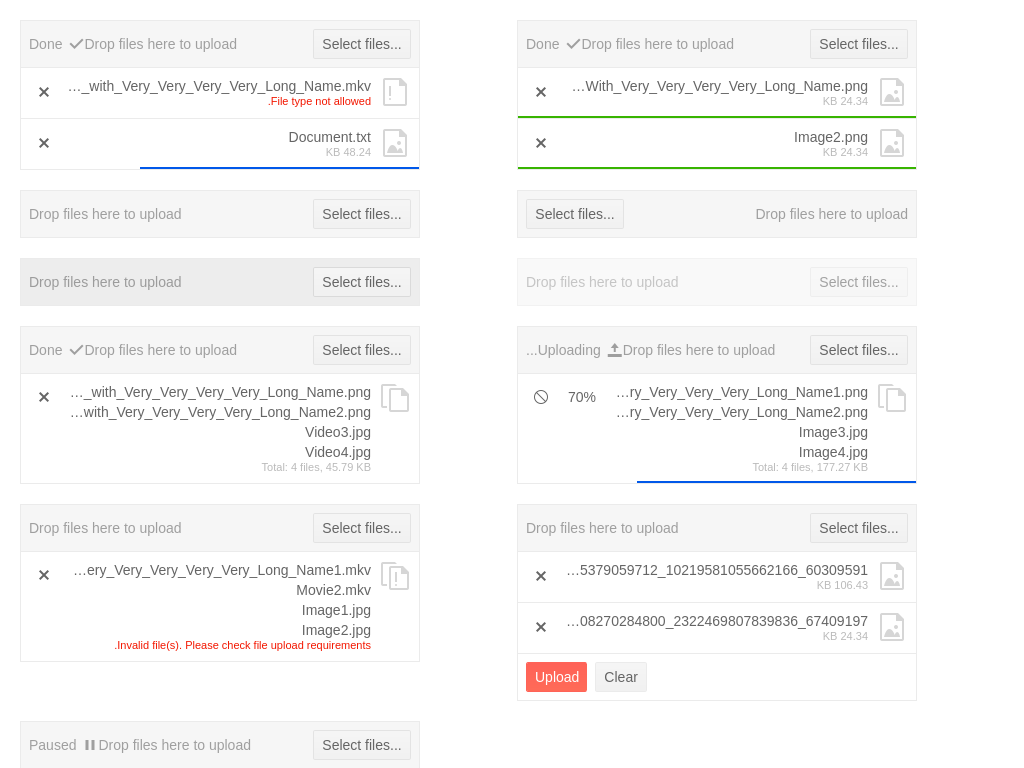 Done Drop files here to upload Select files...
..._with_Very_Very_Very_Very_Long_Name.mkv
.File type not allowed
Document.txt
KB 48.24
Done Drop files here to upload Select files...
...With_Very_Very_Very_Very_Long_Name.png
KB 24.34
Image2.png
KB 24.34
Drop files here to upload Select files...
Select files... Drop files here to upload
Drop files here to upload Select files...
Drop files here to upload Select files...
Done Drop files here to upload Select files...
..._with_Very_Very_Very_Very_Long_Name.png
...with_Very_Very_Very_Very_Long_Name2.png
Video3.jpg
Video4.jpg
Total: 4 files, 45.79 KB
...Uploading Drop files here to upload Select files...
70% ...ry_Very_Very_Very_Long_Name1.png
...ry_Very_Very_Very_Long_Name2.png
Image3.jpg
Image4.jpg
Total: 4 files, 177.27 KB
Drop files here to upload Select files...
...ery_Very_Very_Very_Very_Long_Name1.mkv
Movie2.mkv
Image1.jpg
Image2.jpg
.Invalid file(s). Please check file upload requirements
Drop files here to upload Select files...
...5379059712_10219581055662166_60309591
KB 106.43
...08270284800_2322469807839836_67409197
KB 24.34
Upload Clear
Paused Drop files here to upload Select files...